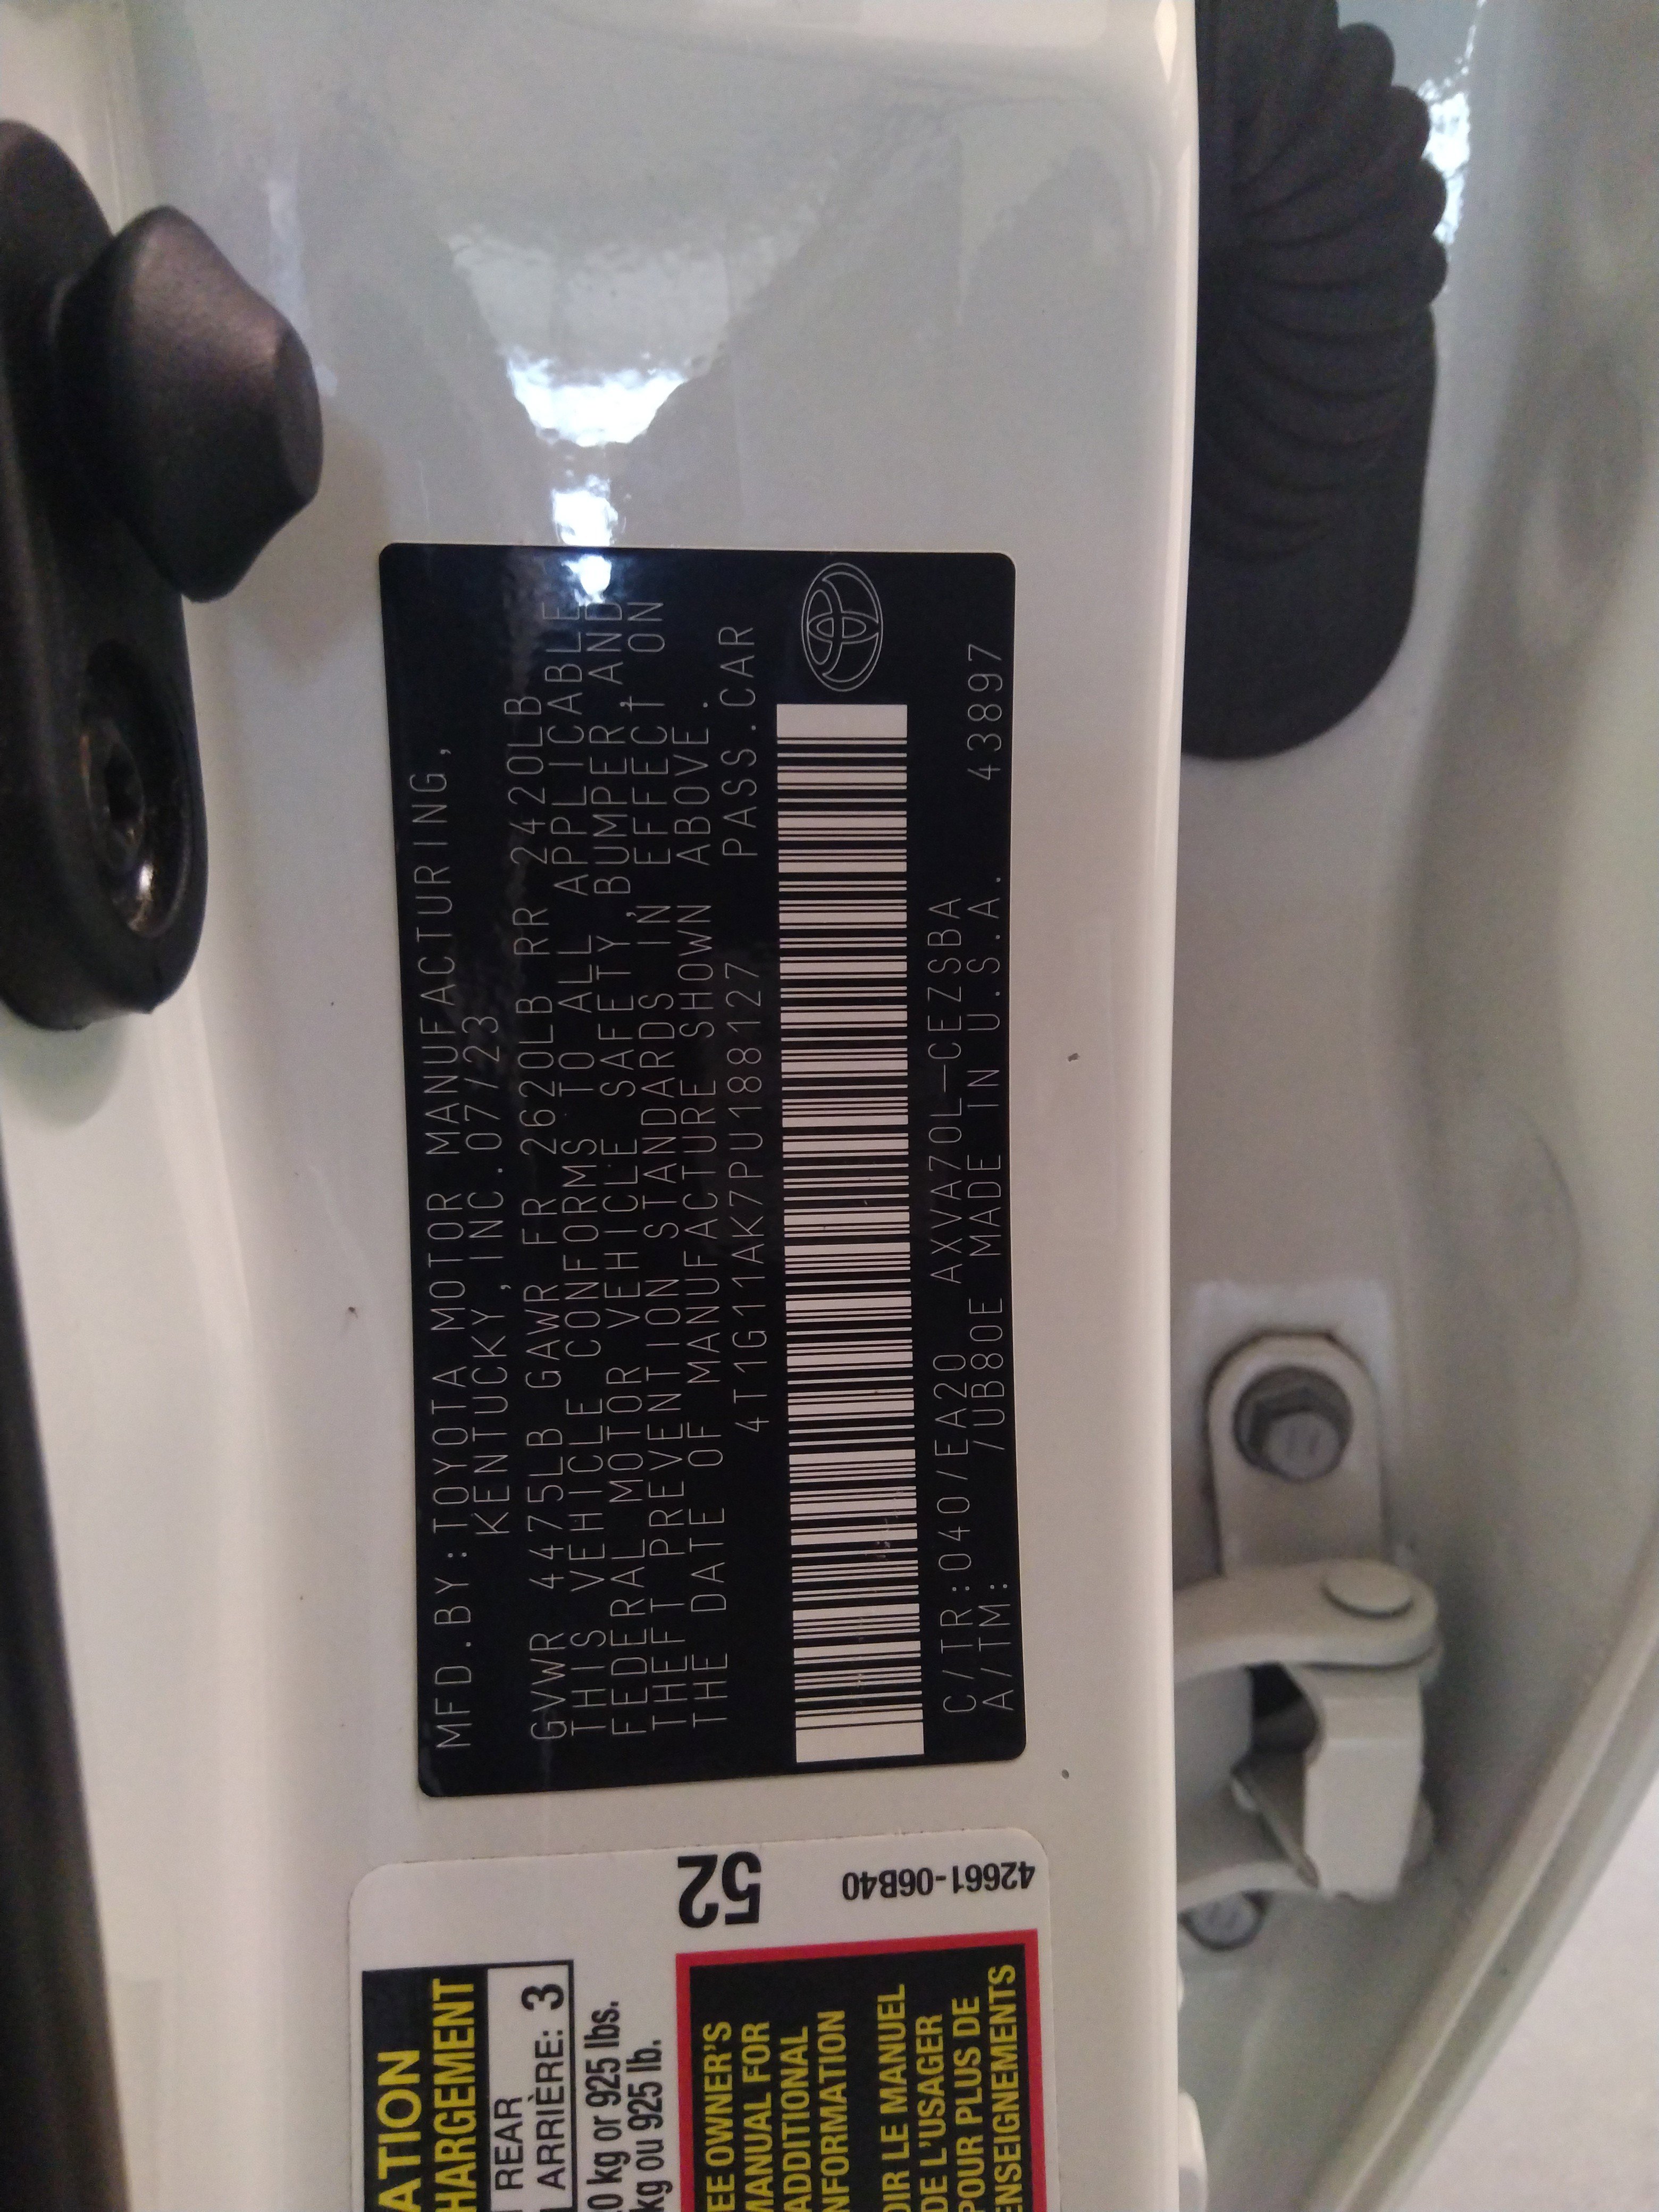 MFD.BY:TOYOTA MOTOR MANUFACTURING,
KENTUCKY,INC.07/23
GVWR 4475LB GAWR FR 2620LB RR 2420LB
THIS VEHICLE CONFORMS TO ALL APPLICABLE
FEDERAL MOTOR VEHICLE SAFETY,BUMPER,AND
THEFT PREVENTION STANDARDS IN EFFECT ON
THE DATE OF MANUFACTURE SHOWN ABOVE.
4T1G11AK7PU188127 PASS.CAR
C/TR:040/EA20 AXVA70L-CEZSBA 43897
A/TM: /UB80E MADE IN U.S.A.
52
42661-06B40
ATION
HARGEMENT
REAR
ARRIÈRE: 3
0 kg or 925 lbs.
kg ou 925 lb.
EE OWNER'S
MANUAL FOR
ADDITIONAL
NFORMATION
OIR LE MANUEL
DE L'USAGER
POUR PLUS DE
ENSEIGNEMENTS